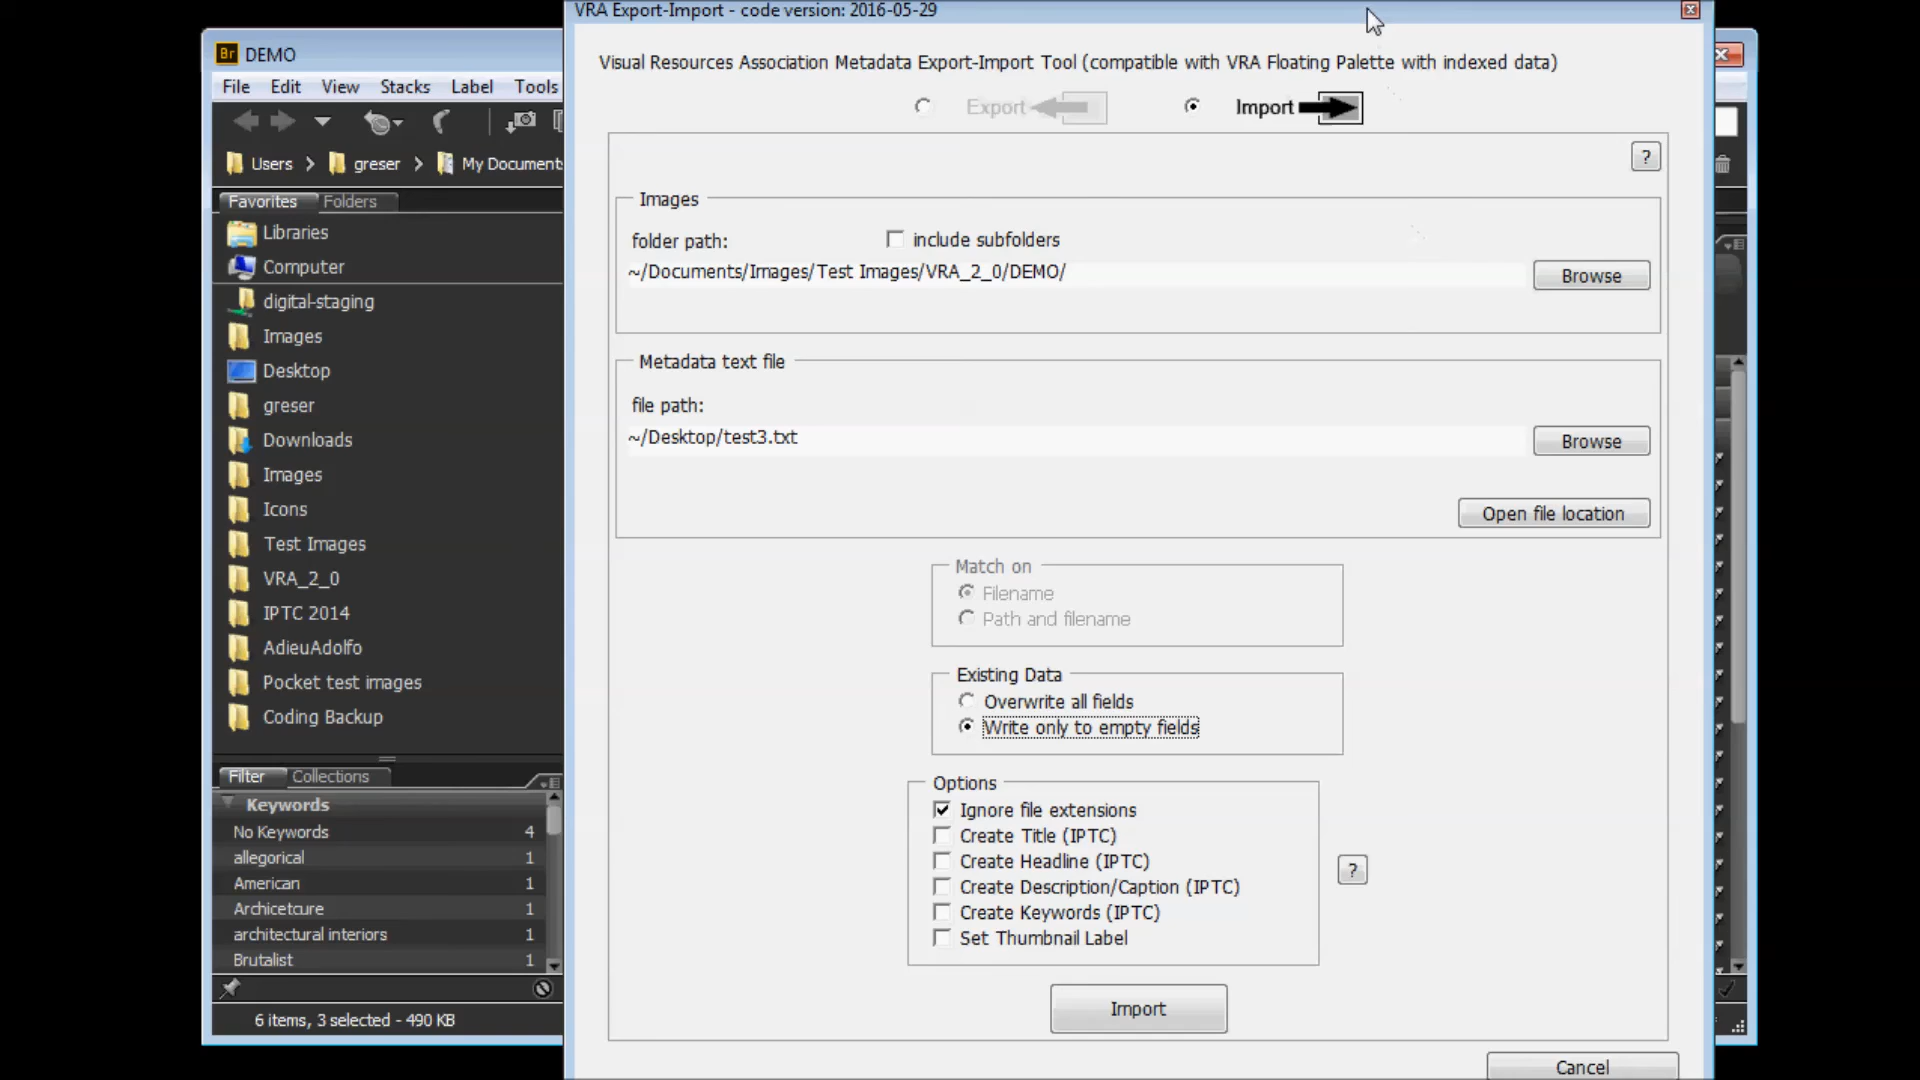 VRA Export-Import - code version: 2016-05-29
Br DEMO
File Edit View Stacks Label Tools
Visual Resources Association Metadata Export-Import Tool (compatible with VRA Floating Palette with indexed data)
Export Import
Users greser My Document
?
Favorites Folders
Images
Libraries
folder path: include subfolders
Computer
~/Documents/Images/Test Images/VRA_2_0/DEMO/
Browse
digital-staging
Images
Metadata text file
Desktop
file path:
greser
~/Desktop/test3.txt
Browse
Downloads
Images
Icons
Open file location
Test Images
Match on
VRA_2_0
Filename
IPTC 2014
Path and filename
AdieuAdolfo
Existing Data
Pocket test images
Overwrite all fields
Coding Backup
Write only to empty fields
Filter Collections
Options
Keywords
Ignore file extensions
No Keywords 4
Create Title (IPTC)
allegorical 1
Create Headline (IPTC)
?
American 1
Create Description/Caption (IPTC)
Archicetcure 1
Create Keywords (IPTC)
architectural interiors 1
Set Thumbnail Label
Brutalist 1
Import
6 items, 3 selected - 490 KB
Cancel